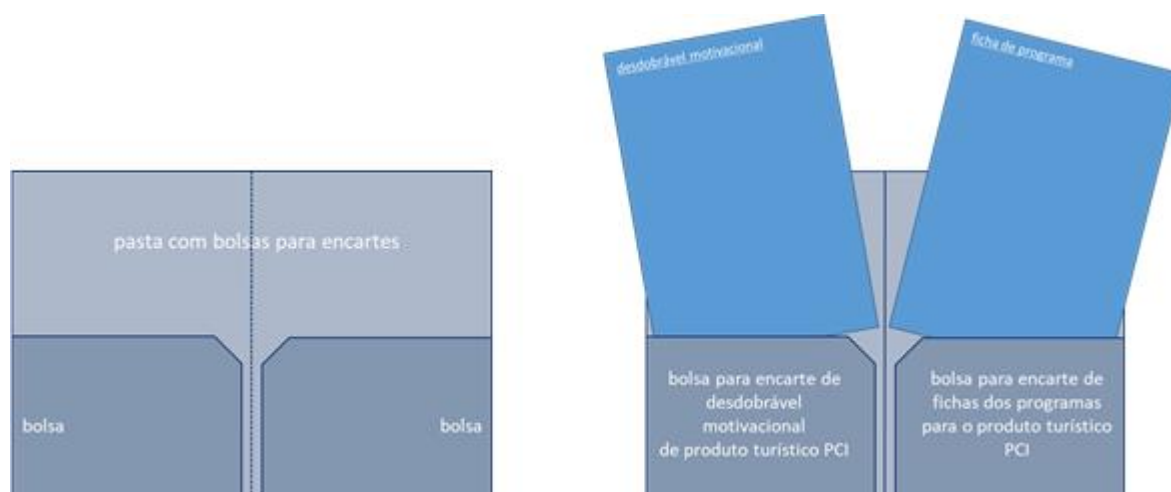 pasta com bolsas para encartes
bolsa
bolsa
desdobrável motivacional
ficha de programa
bolsa para encarte de
desdobrável
motivacional
de produto turístico PCI
bolsa para encarte de
fichas dos programas
para o produto turístico
PCI